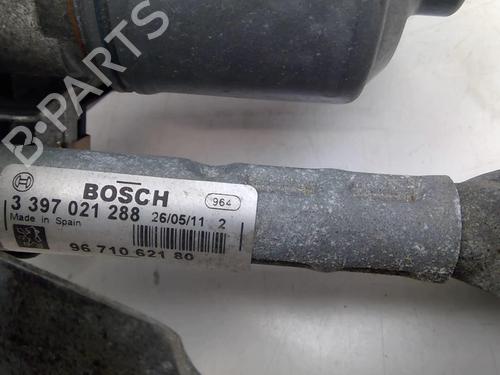 B-PARTS
BOSCH 964
3 397 021 288 26/05/11 2
Made in Spain
96 710 621 80